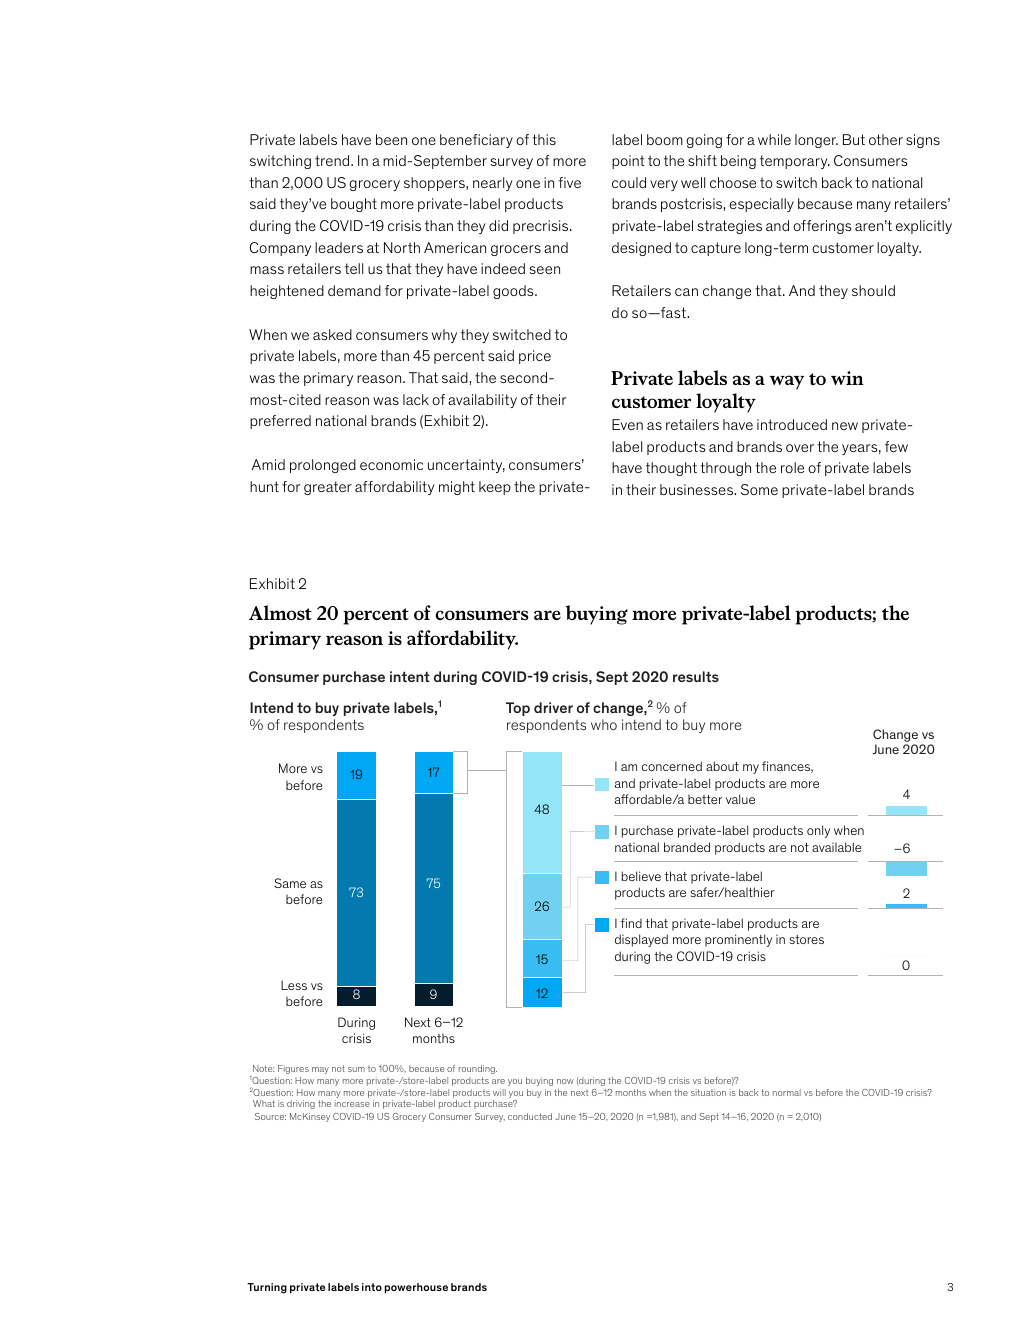 Private labels have been one beneficiary of this
switching trend. In a mid-September survey of more
than 2,000 US grocery shoppers, nearly one in five
said they’ve bought more private-label products
during the COVID-19 crisis than they did precrisis.
Company leaders at North American grocers and
mass retailers tell us that they have indeed seen
heightened demand for private-label goods.
When we asked consumers why they switched to
private labels, more than 45 percent said price
was the primary reason. That said, the second-
most-cited reason was lack of availability of their
preferred national brands (Exhibit 2).
Amid prolonged economic uncertainty, consumers’
hunt for greater affordability might keep the private-
label boom going for a while longer. But other signs
point to the shift being temporary. Consumers
could very well choose to switch back to national
brands postcrisis, especially because many retailers’
private-label strategies and offerings aren’t explicitly
designed to capture long-term customer loyalty.
Retailers can change that. And they should
do so—fast.
Private labels as a way to win
customer loyalty
Even as retailers have introduced new private-
label products and brands over the years, few
have thought through the role of private labels
in their businesses. Some private-label brands
Exhibit 2
Almost 20 percent of consumers are buying more private-label products; the
primary reason is affordability.
Consumer purchase intent during COVID-19 crisis, Sept 2020 results
Intend to buy private labels,¹
% of respondents
More vs
before
19
17
Same as
before
73
75
Less vs
before
8
9
During
crisis
Next 6–12
months
Top driver of change,² % of
respondents who intend to buy more
48
26
15
12
Change vs
June 2020
I am concerned about my finances,
and private-label products are more
affordable/a better value
4
I purchase private-label products only when
national branded products are not available
–6
I believe that private-label
products are safer/healthier
2
I find that private-label products are
displayed more prominently in stores
during the COVID-19 crisis
0
Note: Figures may not sum to 100%, because of rounding.
¹Question: How many more private-/store-label products are you buying now (during the COVID-19 crisis vs before)?
²Question: How many more private-/store-label products will you buy in the next 6–12 months when the situation is back to normal vs before the COVID-19 crisis?
What is driving the increase in private-label product purchase?
Source: McKinsey COVID-19 US Grocery Consumer Survey, conducted June 15–20, 2020 (n =1,981), and Sept 14–16, 2020 (n = 2,010)
Turning private labels into powerhouse brands
3